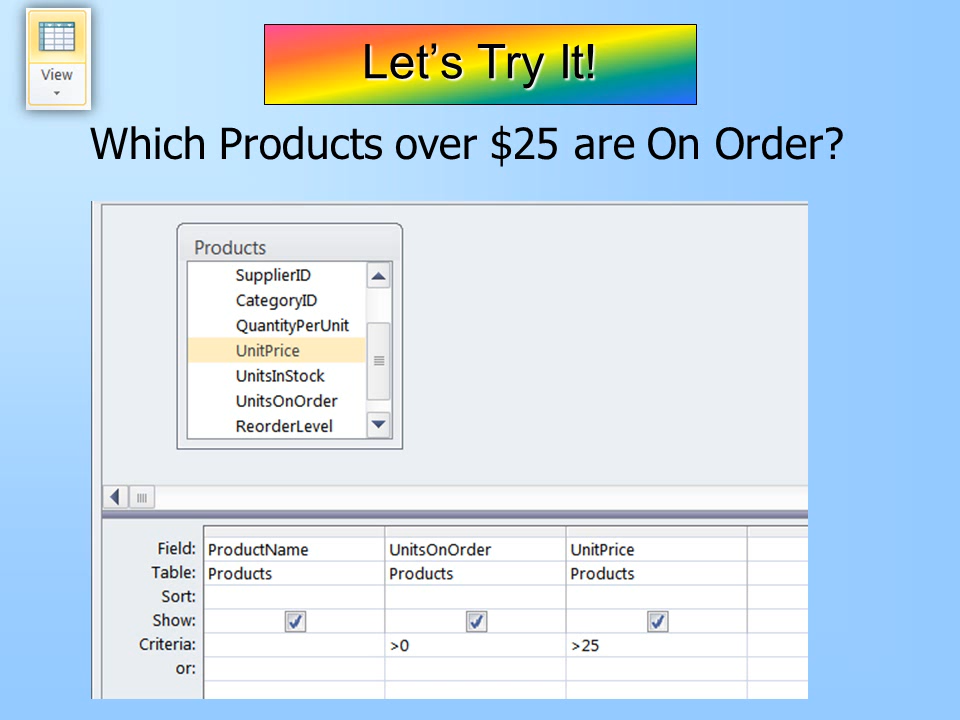 View
Let's Try It!
Which Products over $25 are On Order?
Products
SupplierID
CategoryID
QuantityPerUnit
UnitPrice
UnitsInStock
UnitsOnOrder
ReorderLevel
Field: ProductName UnitsOnOrder UnitPrice
Table: Products Products Products
Sort:
Show:
Criteria: >0 >25
or: